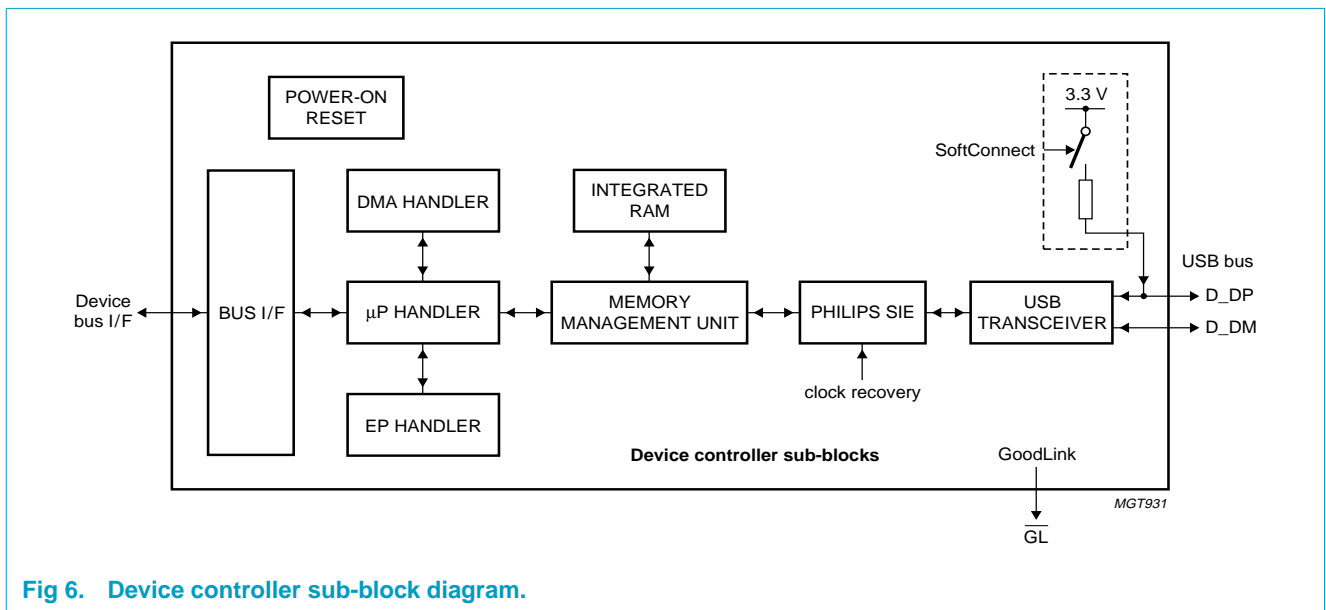 POWER-ON
RESET
3.3 V
SoftConnect
DMA HANDLER
INTEGRATED
RAM
USB bus
Device
bus I/F
BUS I/F
µP HANDLER
MEMORY
MANAGEMENT UNIT
PHILIPS SIE
USB
TRANSCEIVER
D_DP
D_DM
clock recovery
EP HANDLER
Device controller sub-blocks
GoodLink
MGT931
GL
Fig 6. Device controller sub-block diagram.